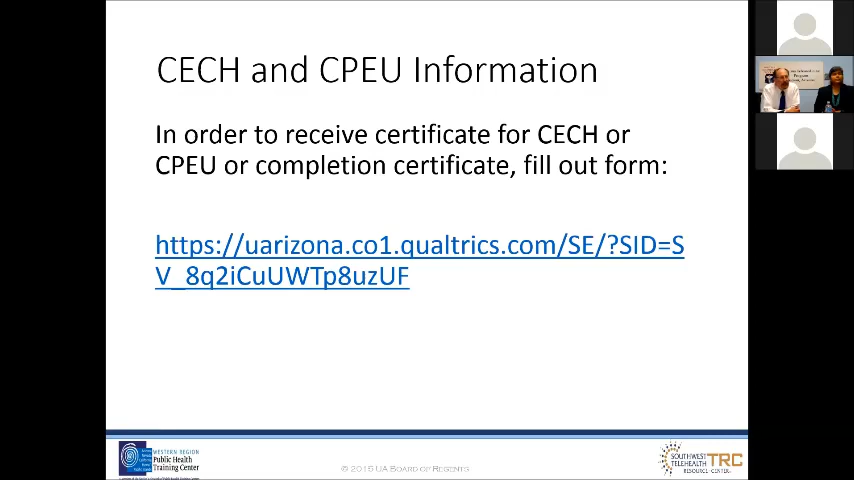 CECH and CPEU Information
In order to receive certificate for CECH or
CPEU or completion certificate, fill out form:
https://uarizona.co1.qualtrics.com/SE/?SID=S
V_8q2iCuUWTp8uzUF
WESTERN REGION
Public Health
Training Center
© 2015 UA Board of Regents
SOUTHWEST
TELEHEALTH
RESOURCE CENTER
TRC